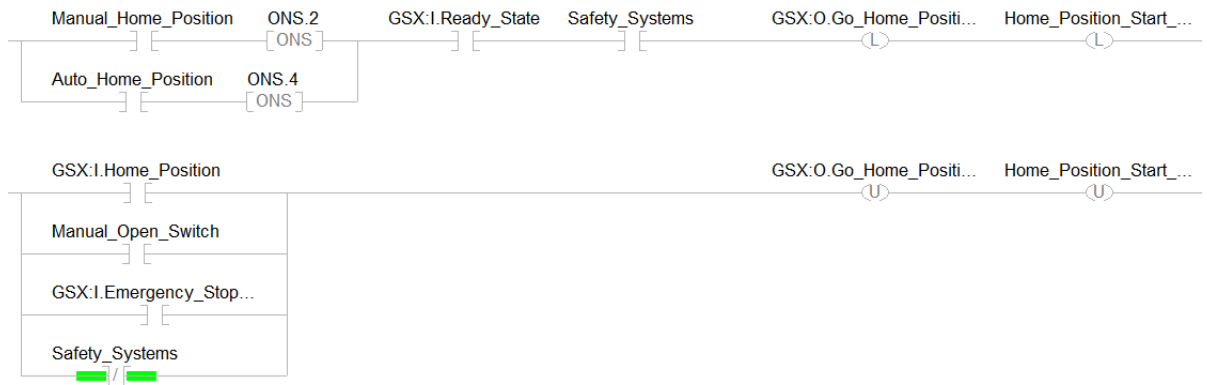 Manual_Home_Position ONS.2 GSX:I.Ready_State Safety_Systems GSX:O.Go_Home_Positi... Home_Position_Start_...
ONS L L
Auto_Home_Position ONS.4
ONS
GSX:I.Home_Position GSX:O.Go_Home_Positi... Home_Position_Start_...
U U
Manual_Open_Switch
GSX:I.Emergency_Stop...
Safety_Systems
/